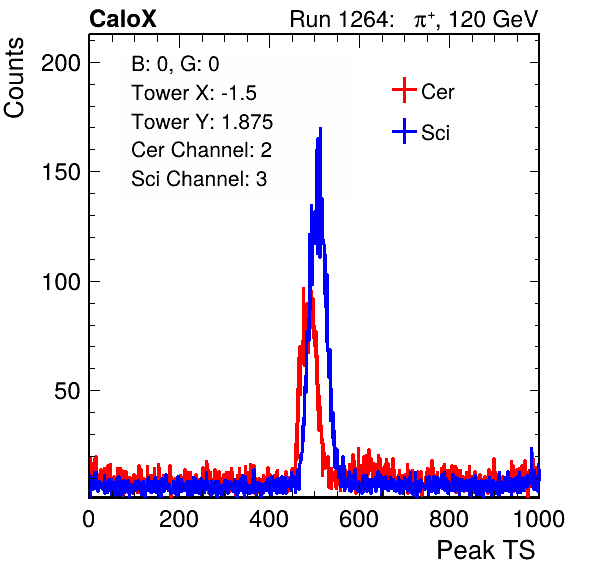 CaloX Run 1264: π⁺, 120 GeV
Counts
B: 0, G: 0
Tower X: -1.5
Tower Y: 1.875
Cer Channel: 2
Sci Channel: 3
Cer
Sci
200
150
100
50
0 200 400 600 800 1000
Peak TS